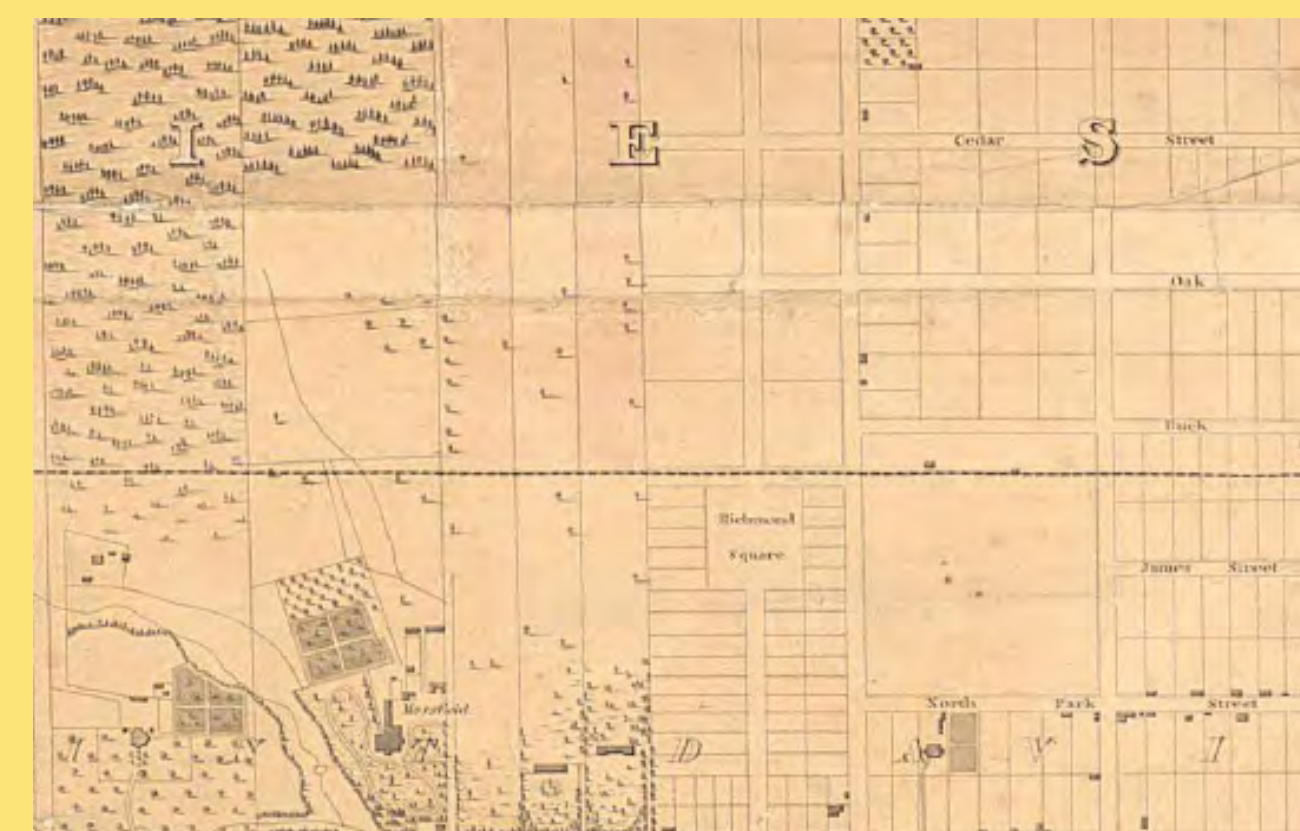 I E S
Cedar Street
Oak
Buck
Richmond
Square
James Street
North Park Street
D A V I